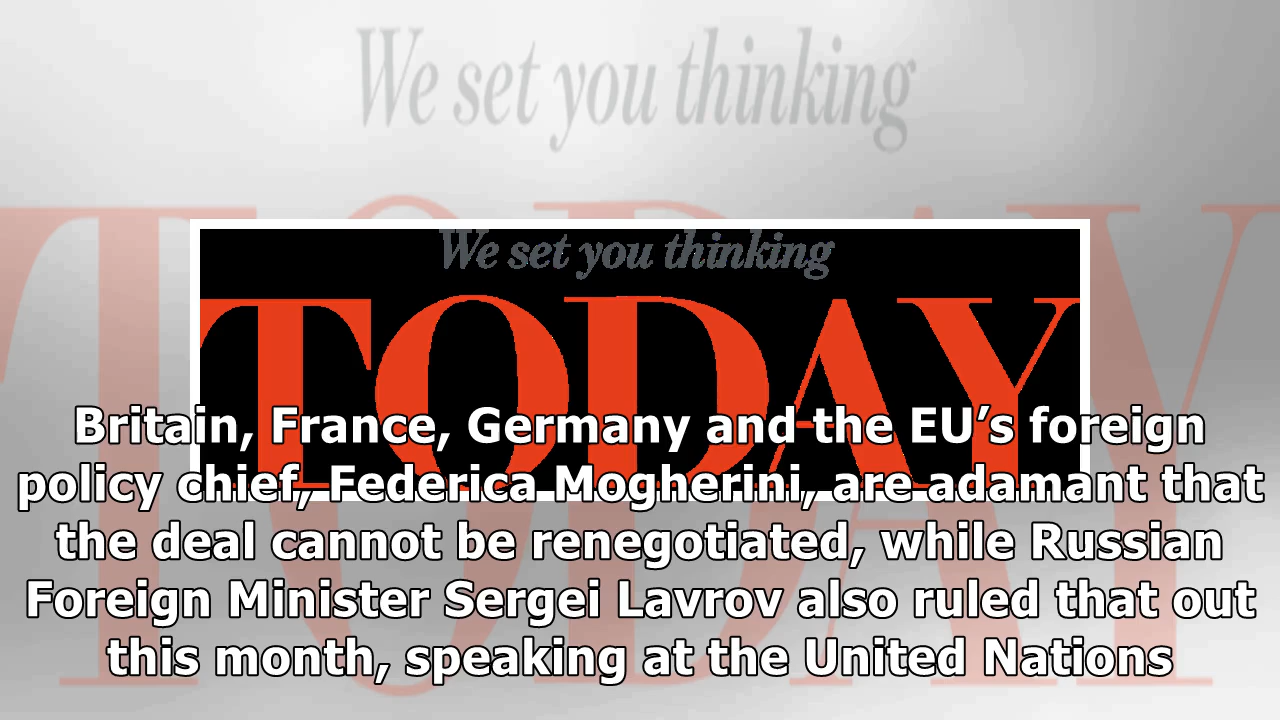 We set you thinking
TODAY
We set you thinking
TODAY
Britain, France, Germany and the EU’s foreign
policy chief, Federica Mogherini, are adamant that
the deal cannot be renegotiated, while Russian
Foreign Minister Sergei Lavrov also ruled that out
this month, speaking at the United Nations